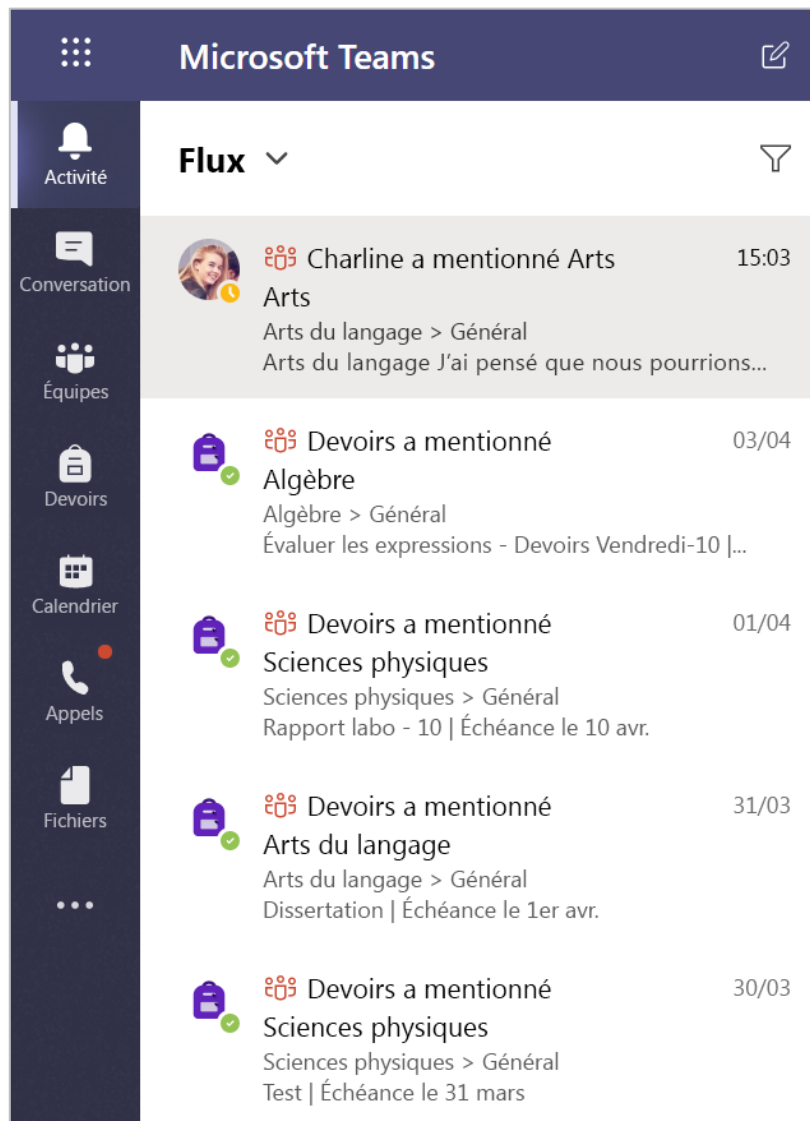 Microsoft Teams
Activité
Conversation
Équipes
Devoirs
Calendrier
Appels
Fichiers
Flux
Charline a mentionné Arts 15:03
Arts
Arts du langage > Général
Arts du langage J'ai pensé que nous pourrions...
Devoirs a mentionné 03/04
Algèbre
Algèbre > Général
Évaluer les expressions - Devoirs Vendredi-10 |...
Devoirs a mentionné 01/04
Sciences physiques
Sciences physiques > Général
Rapport labo - 10 | Échéance le 10 avr.
Devoirs a mentionné 31/03
Arts du langage
Arts du langage > Général
Dissertation | Échéance le 1er avr.
Devoirs a mentionné 30/03
Sciences physiques
Sciences physiques > Général
Test | Échéance le 31 mars